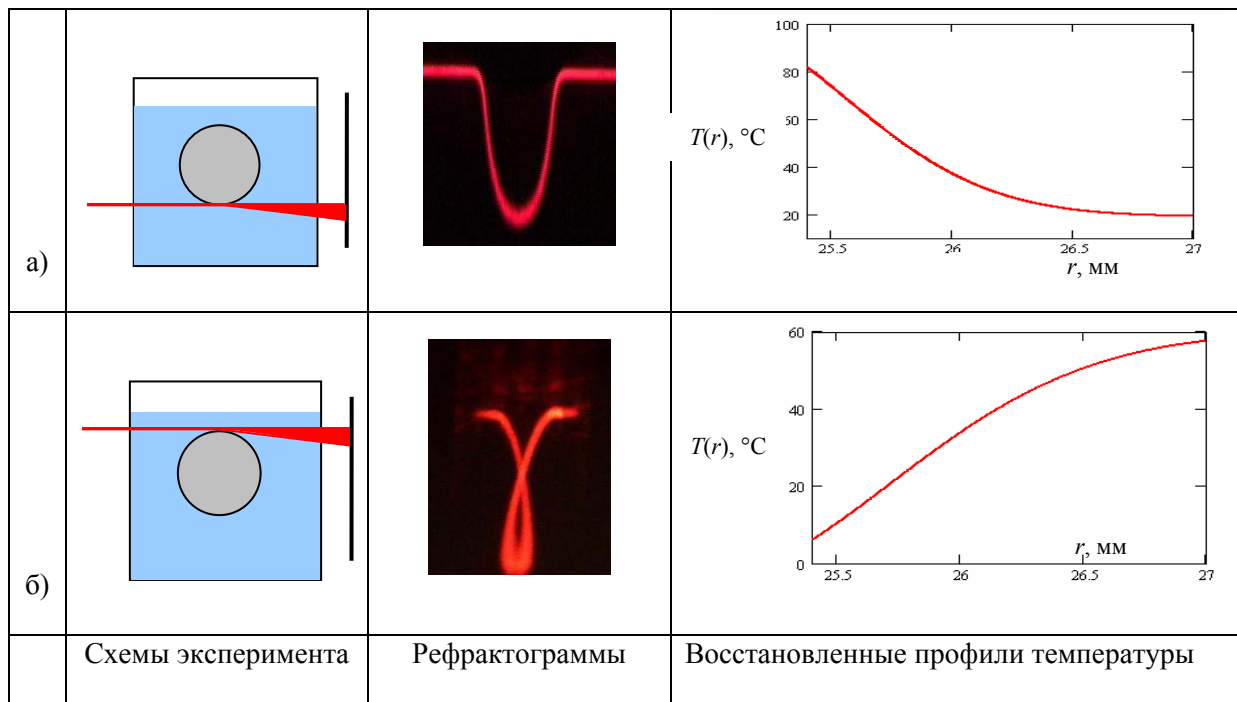 а)
100
80
60
40
20
T(r), °C
25.5 26 26.5 27
r, мм
б)
60
40
20
0
T(r), °C
r, мм
25.5 26 26.5 27
Схемы эксперимента Рефрактограммы Восстановленные профили температуры